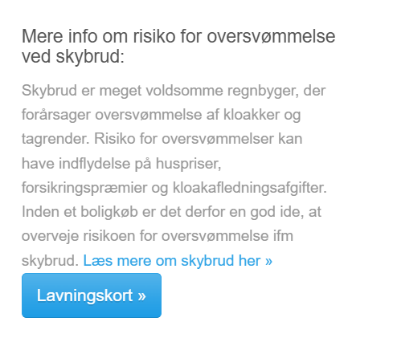 Mere info om risiko for oversvømmelse
ved skybrud:
Skybrud er meget voldsomme regnbyger, der
forårsager oversvømmelse af kloakker og
tagrender. Risiko for oversvømmelser kan
have indflydelse på huspriser,
forsikringspræmier og kloakafledningsafgifter.
Inden et boligkøb er det derfor en god ide, at
overveje risikoen for oversvømmelse ifm
skybrud. Læs mere om skybrud her »
Lavningskort »